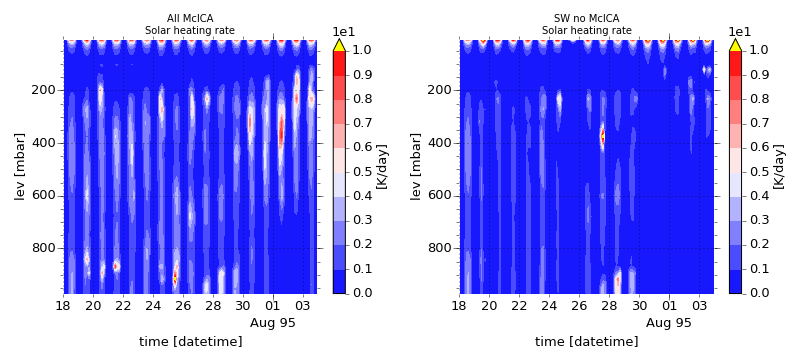 All McICA
Solar heating rate
1e1
lev [mbar]
200
400
600
800
18 20 22 24 26 28 30 01 03
Aug 95
time [datetime]
1.0
0.9
0.8
0.7
0.6
0.5
0.4
0.3
0.2
0.1
0.0
[K/day]
SW no McICA
Solar heating rate
1e1
lev [mbar]
200
400
600
800
18 20 22 24 26 28 30 01 03
Aug 95
time [datetime]
1.0
0.9
0.8
0.7
0.6
0.5
0.4
0.3
0.2
0.1
0.0
[K/day]